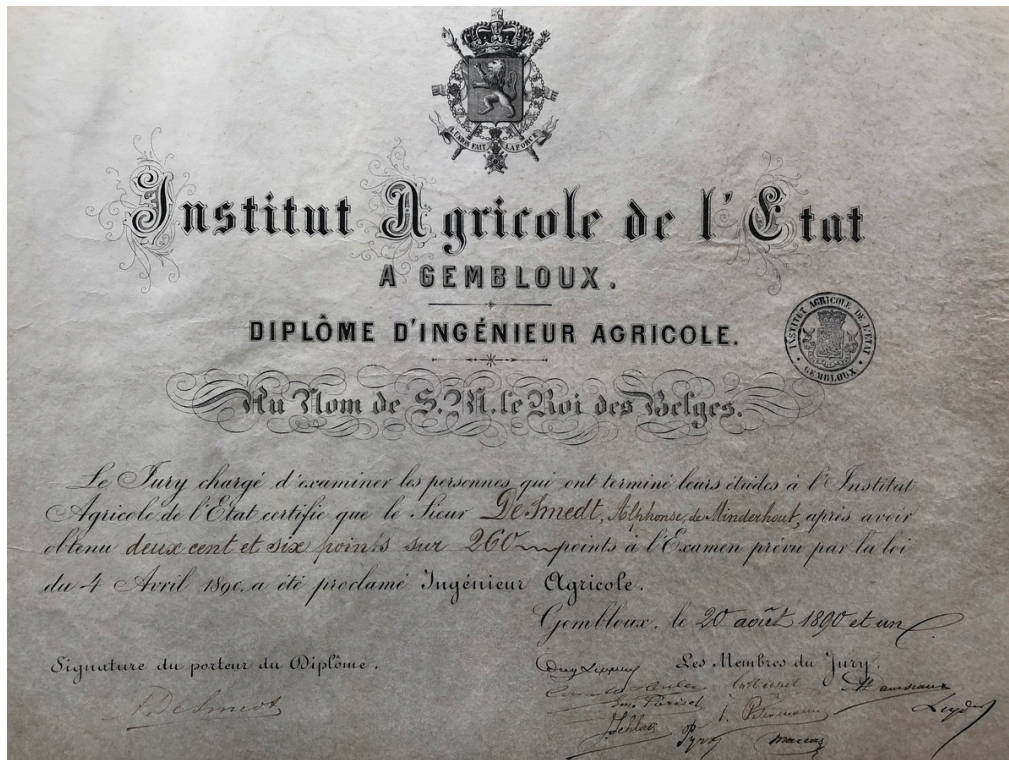 L'UNION FAIT LA FORCE
Institut Agricole de l'Etat
A GEMBLOUX.
DIPLÔME D'INGÉNIEUR AGRICOLE.
INSTITUT AGRICOLE DE L'ETAT
GEMBLOUX
Au Nom de S.M. le Roi des Belges.
Le Jury chargé d'examiner les personnes qui ont terminé leurs études à l'Institut
Agricole de l'Etat certifie que le Sieur De Smedt, Alphonse, de Minderhout, après avoir
obtenu deux cent et six points sur 260 points à l'Examen prévu par la loi
du 4 Avril 1890. a été proclamé Ingénieur Agricole.
Gembloux, le 20 août 1890 et un
Signature du porteur du Diplôme.
Les Membres du Jury.
De Smedt
Parisel
Petermann
Pyro
Marcas